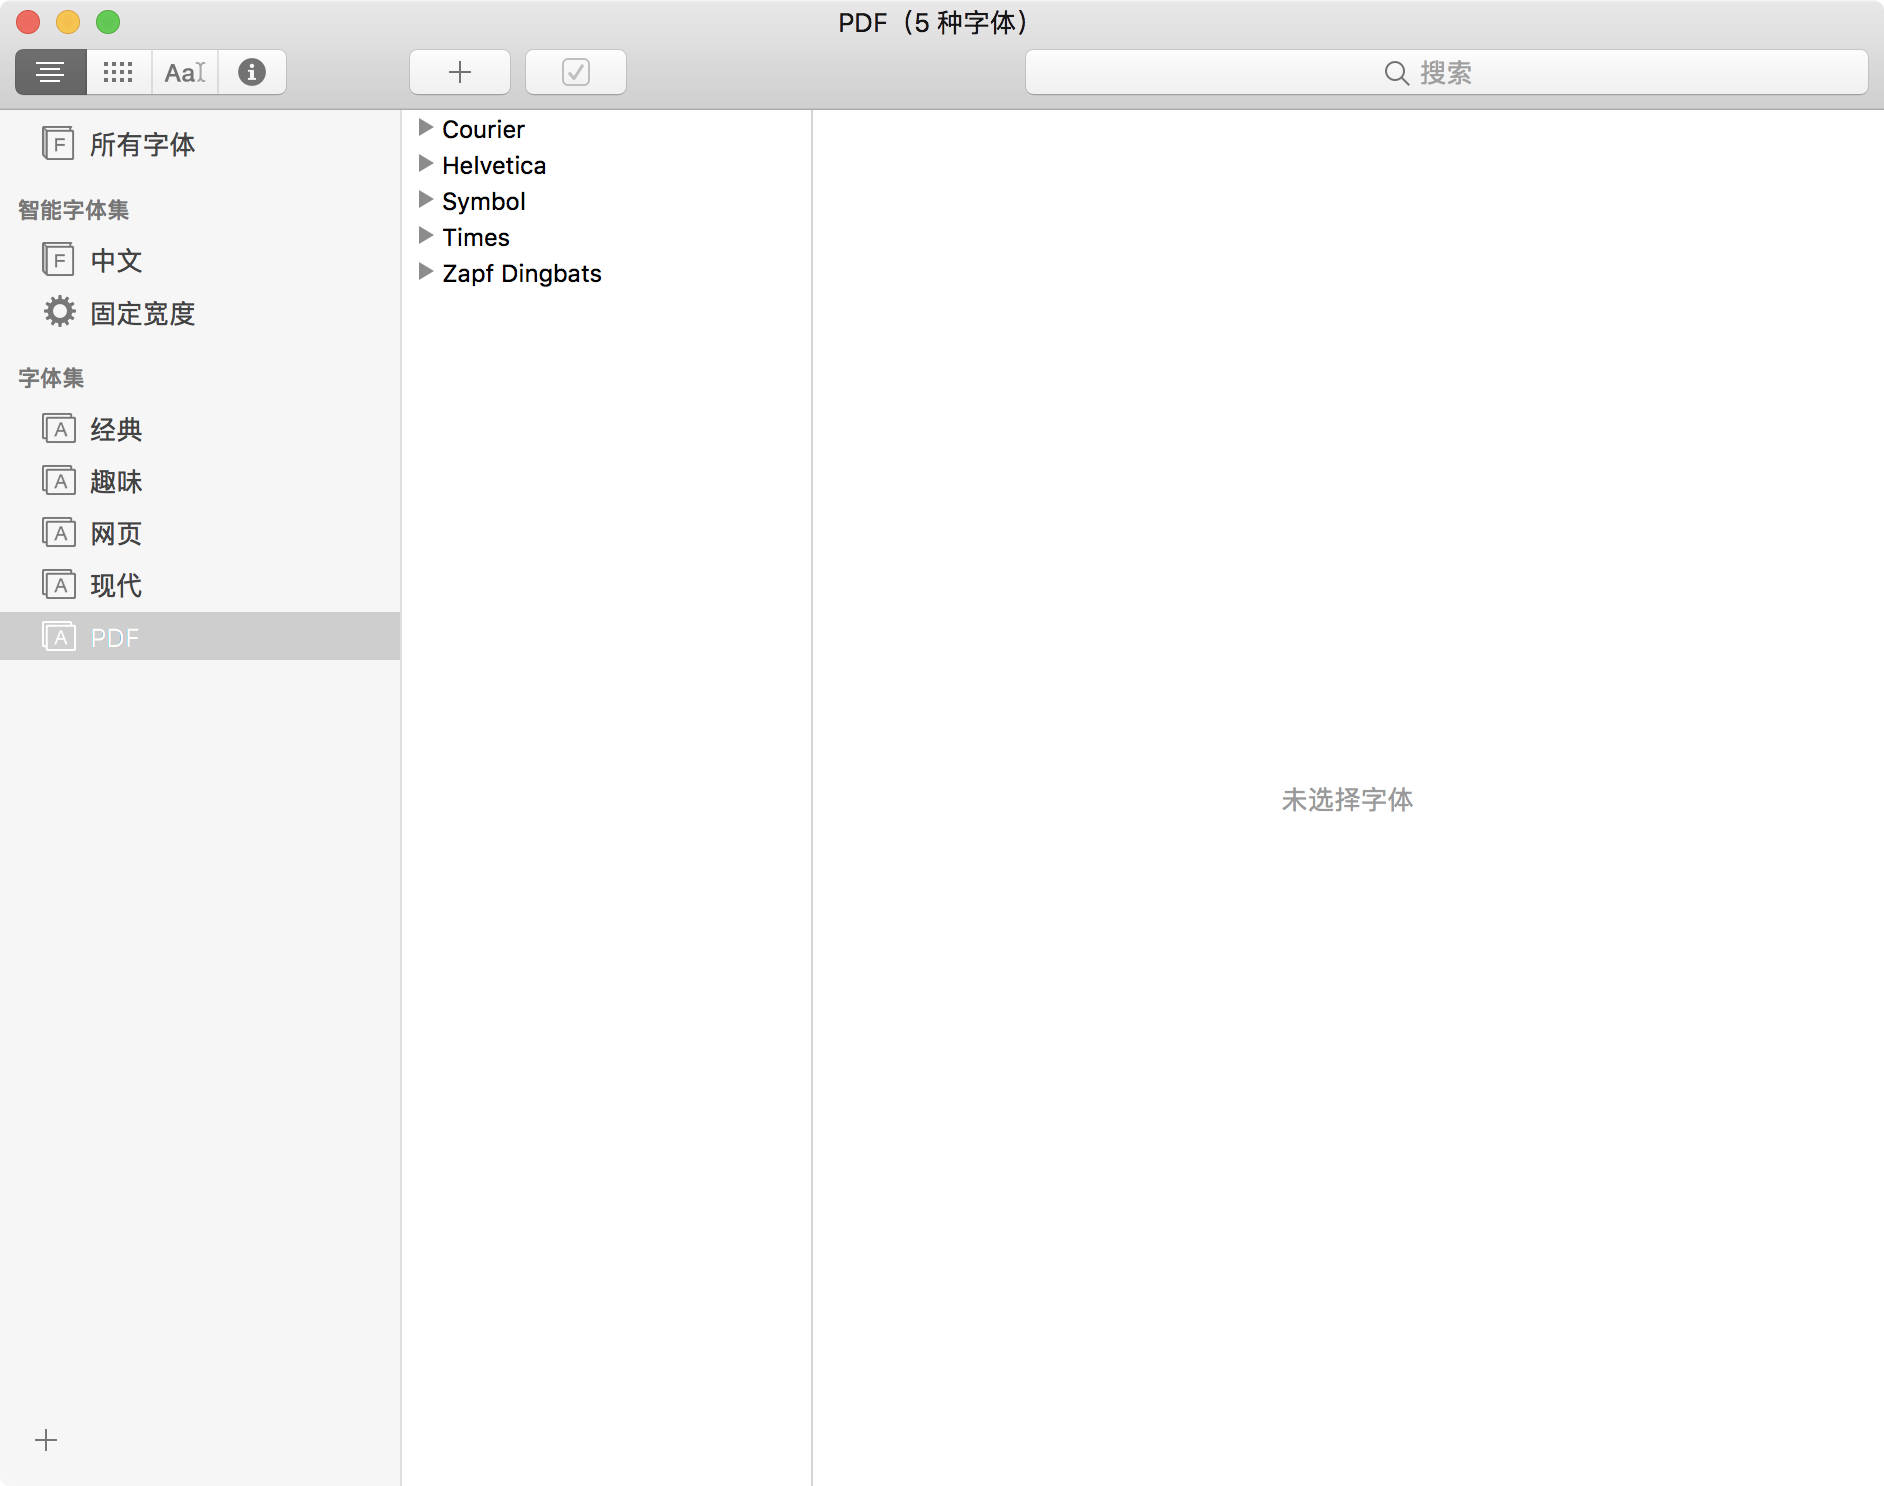 PDF（5 种字体）
Aa
搜索
所有字体
智能字体集
中文
固定宽度
字体集
经典
趣味
网页
现代
PDF
Courier
Helvetica
Symbol
Times
Zapf Dingbats
未选择字体